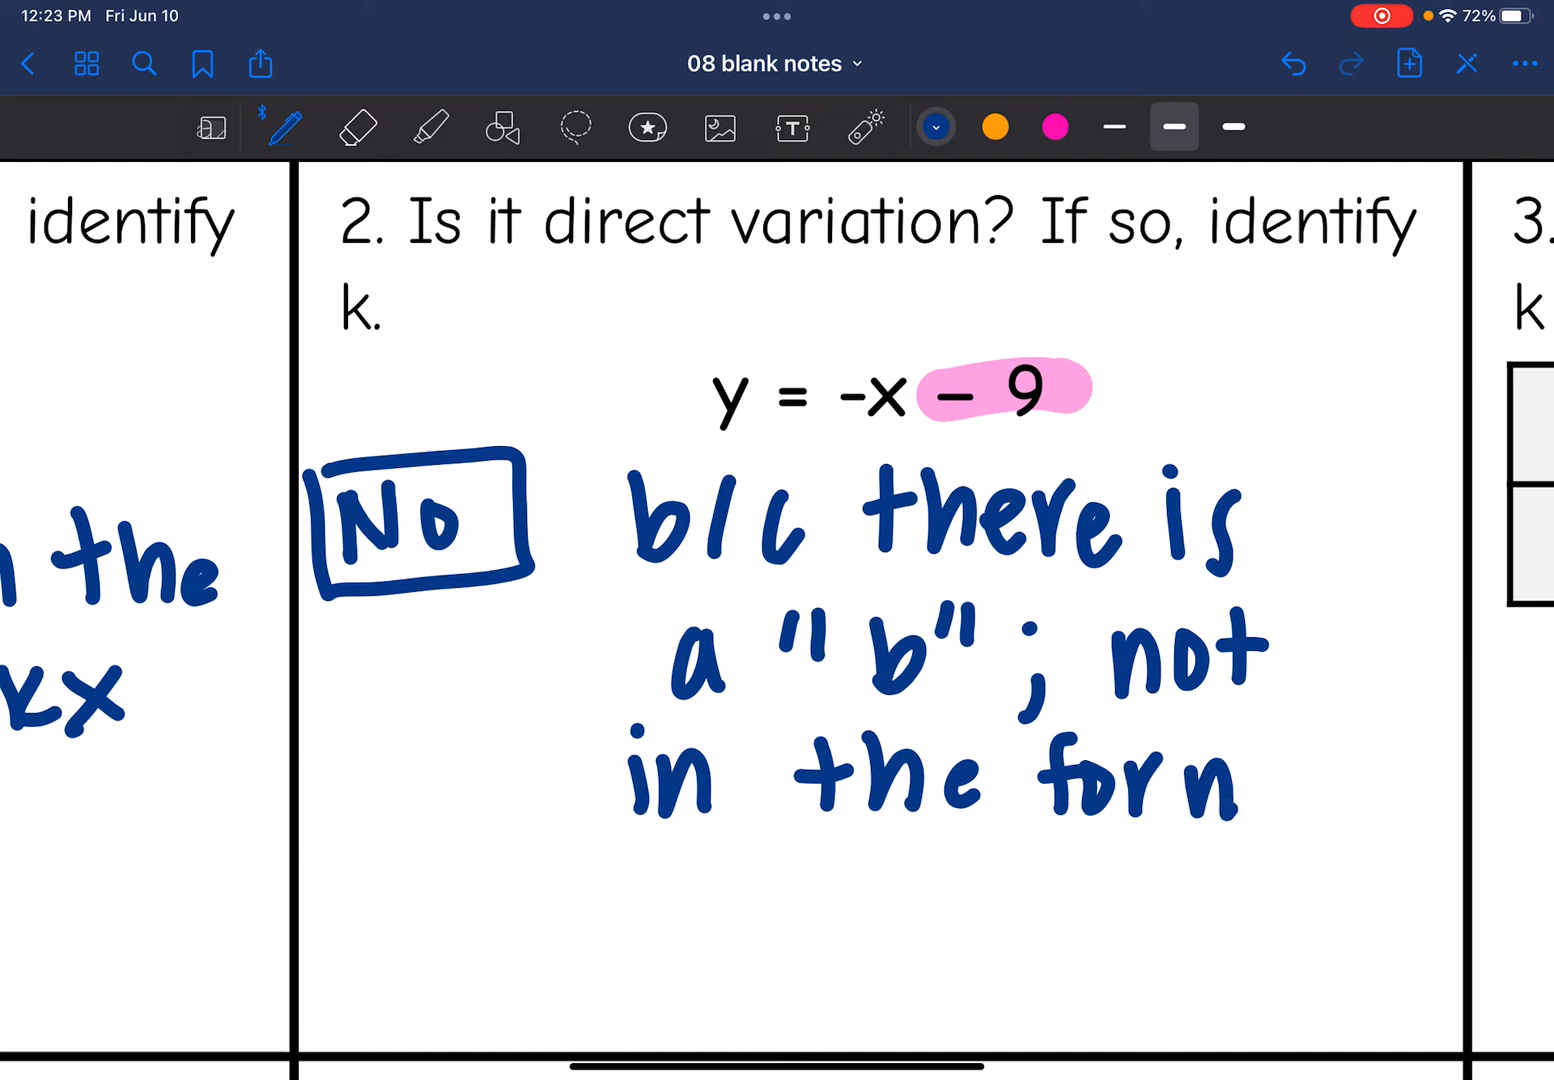 12:23 PM Fri Jun 10
72%
08 blank notes
T
identify
the
kx
2. Is it direct variation? If so, identify
k.
y = -x – 9
No
b/c there is
a "b" ; not
in the forn
3.
k